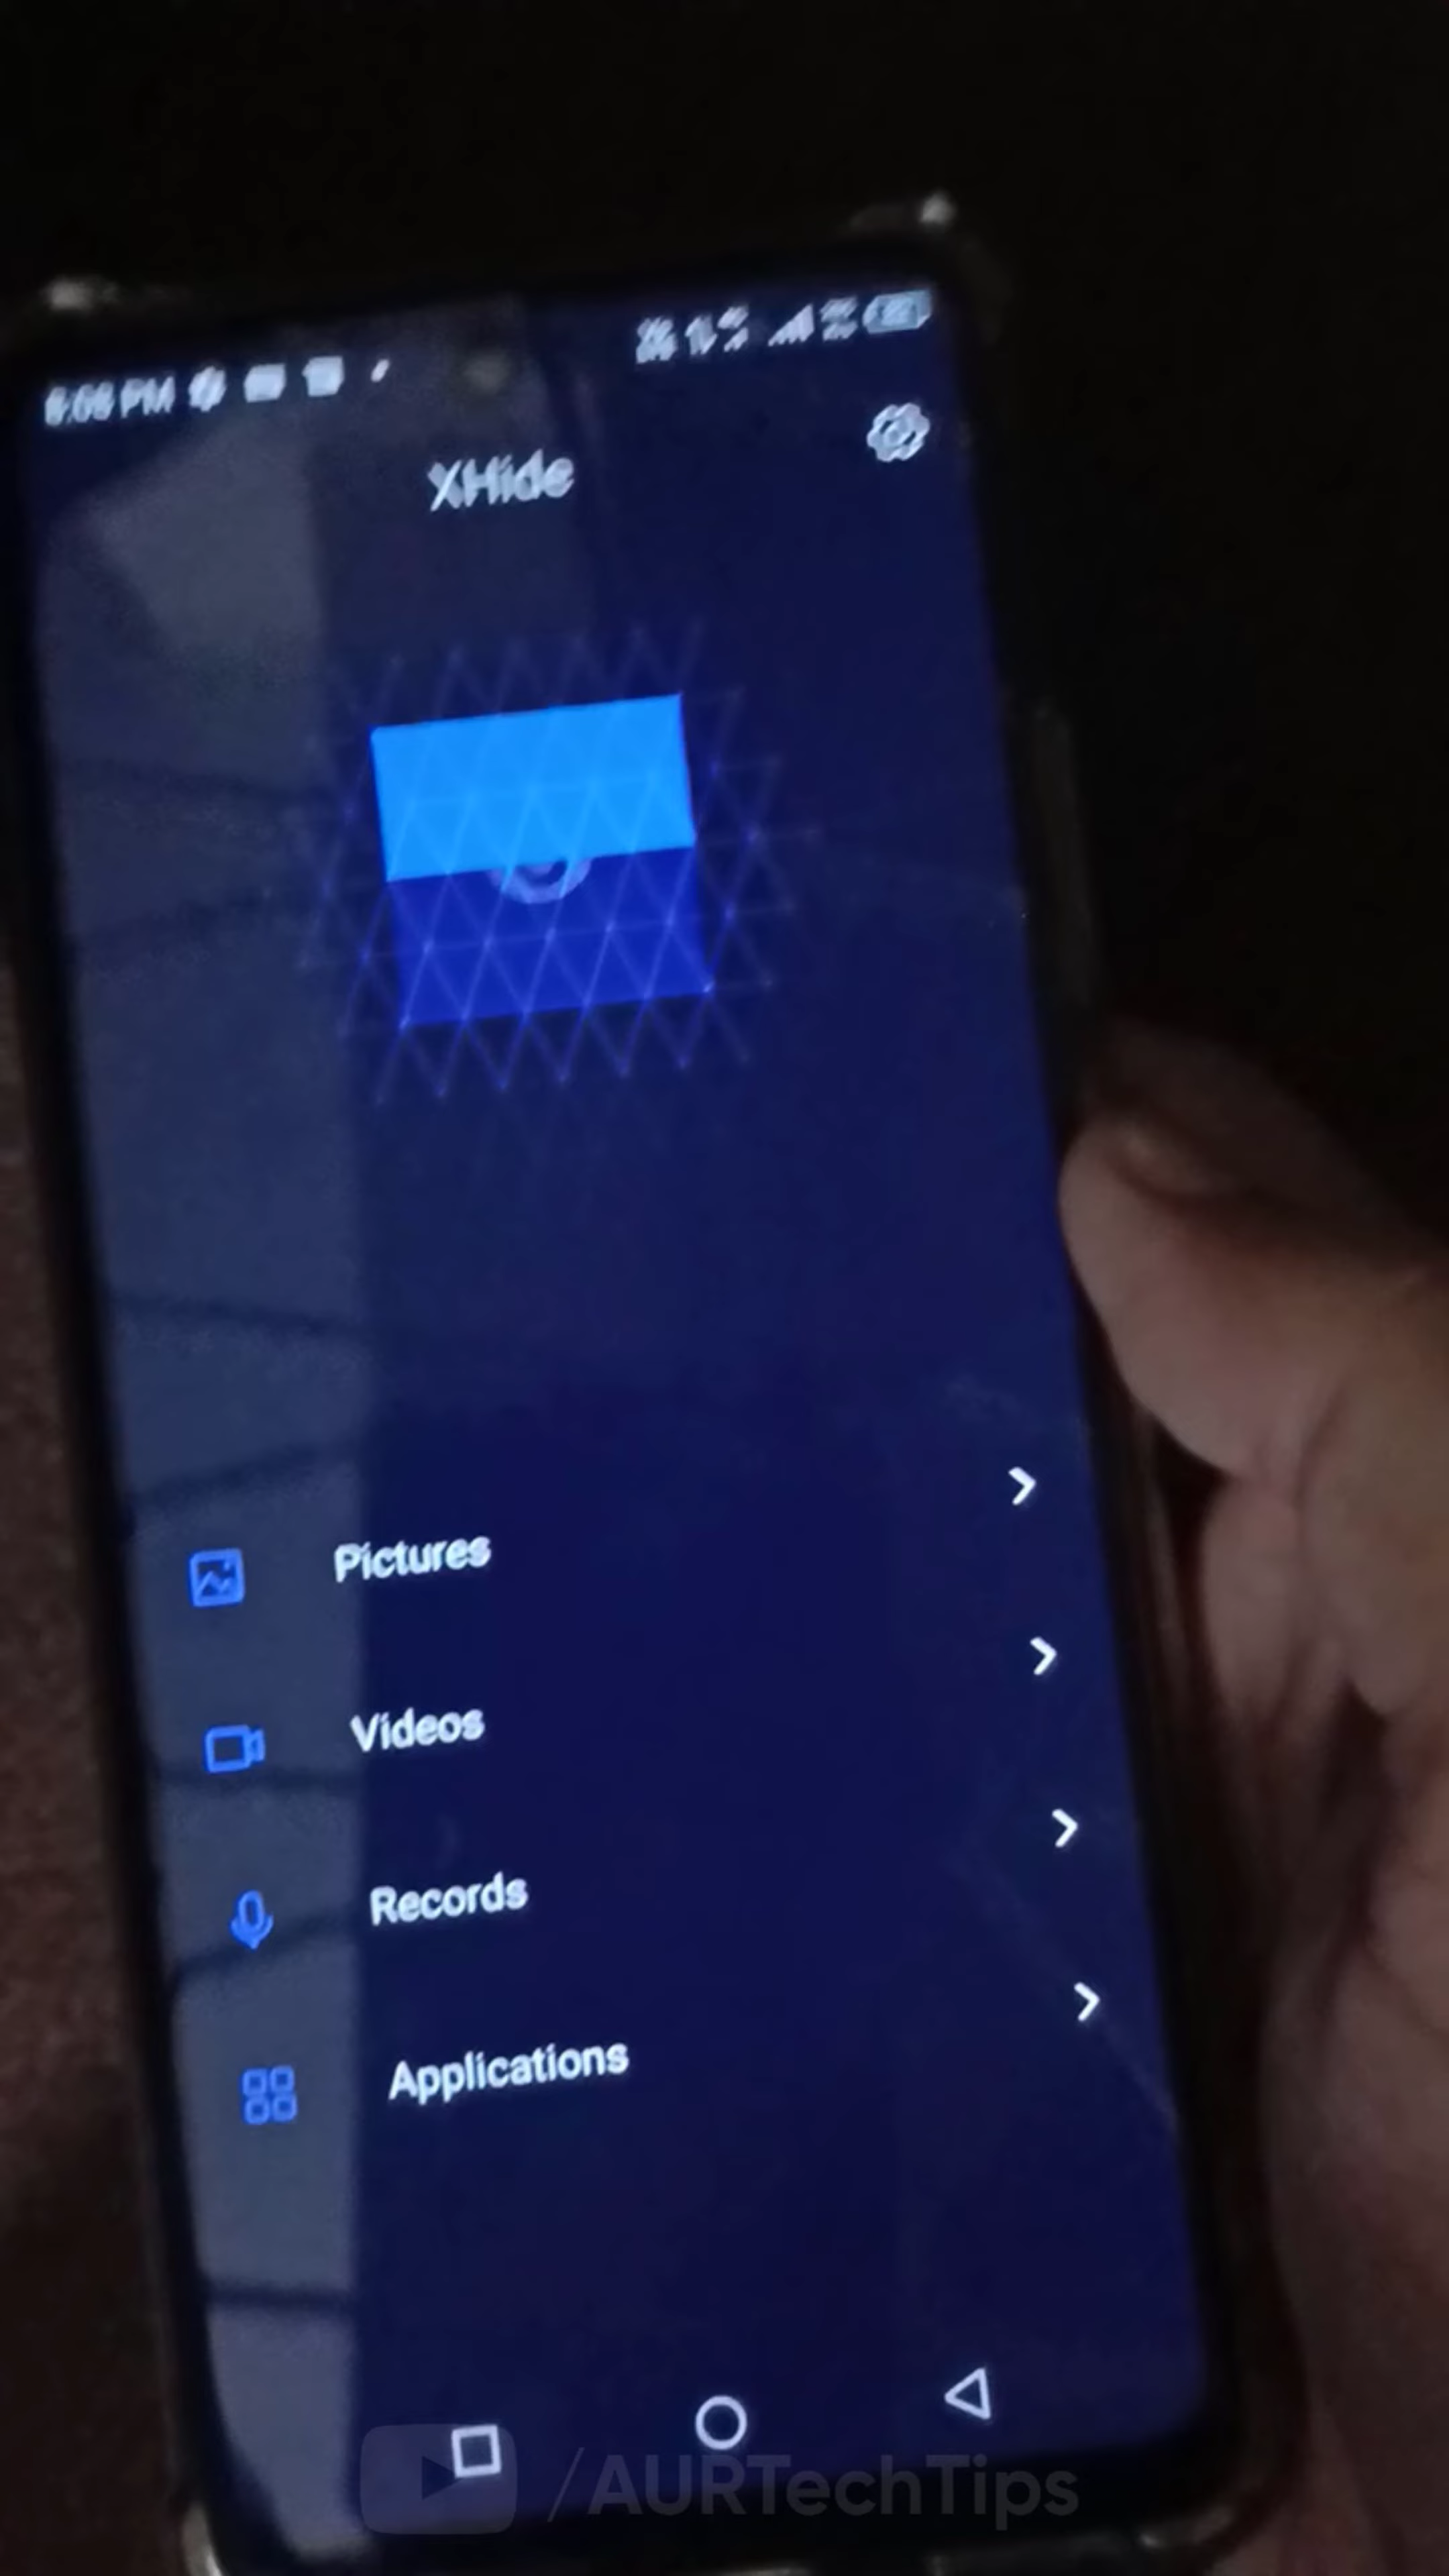 XHide
Pictures
Videos
Records
Applications
/AURTechTips